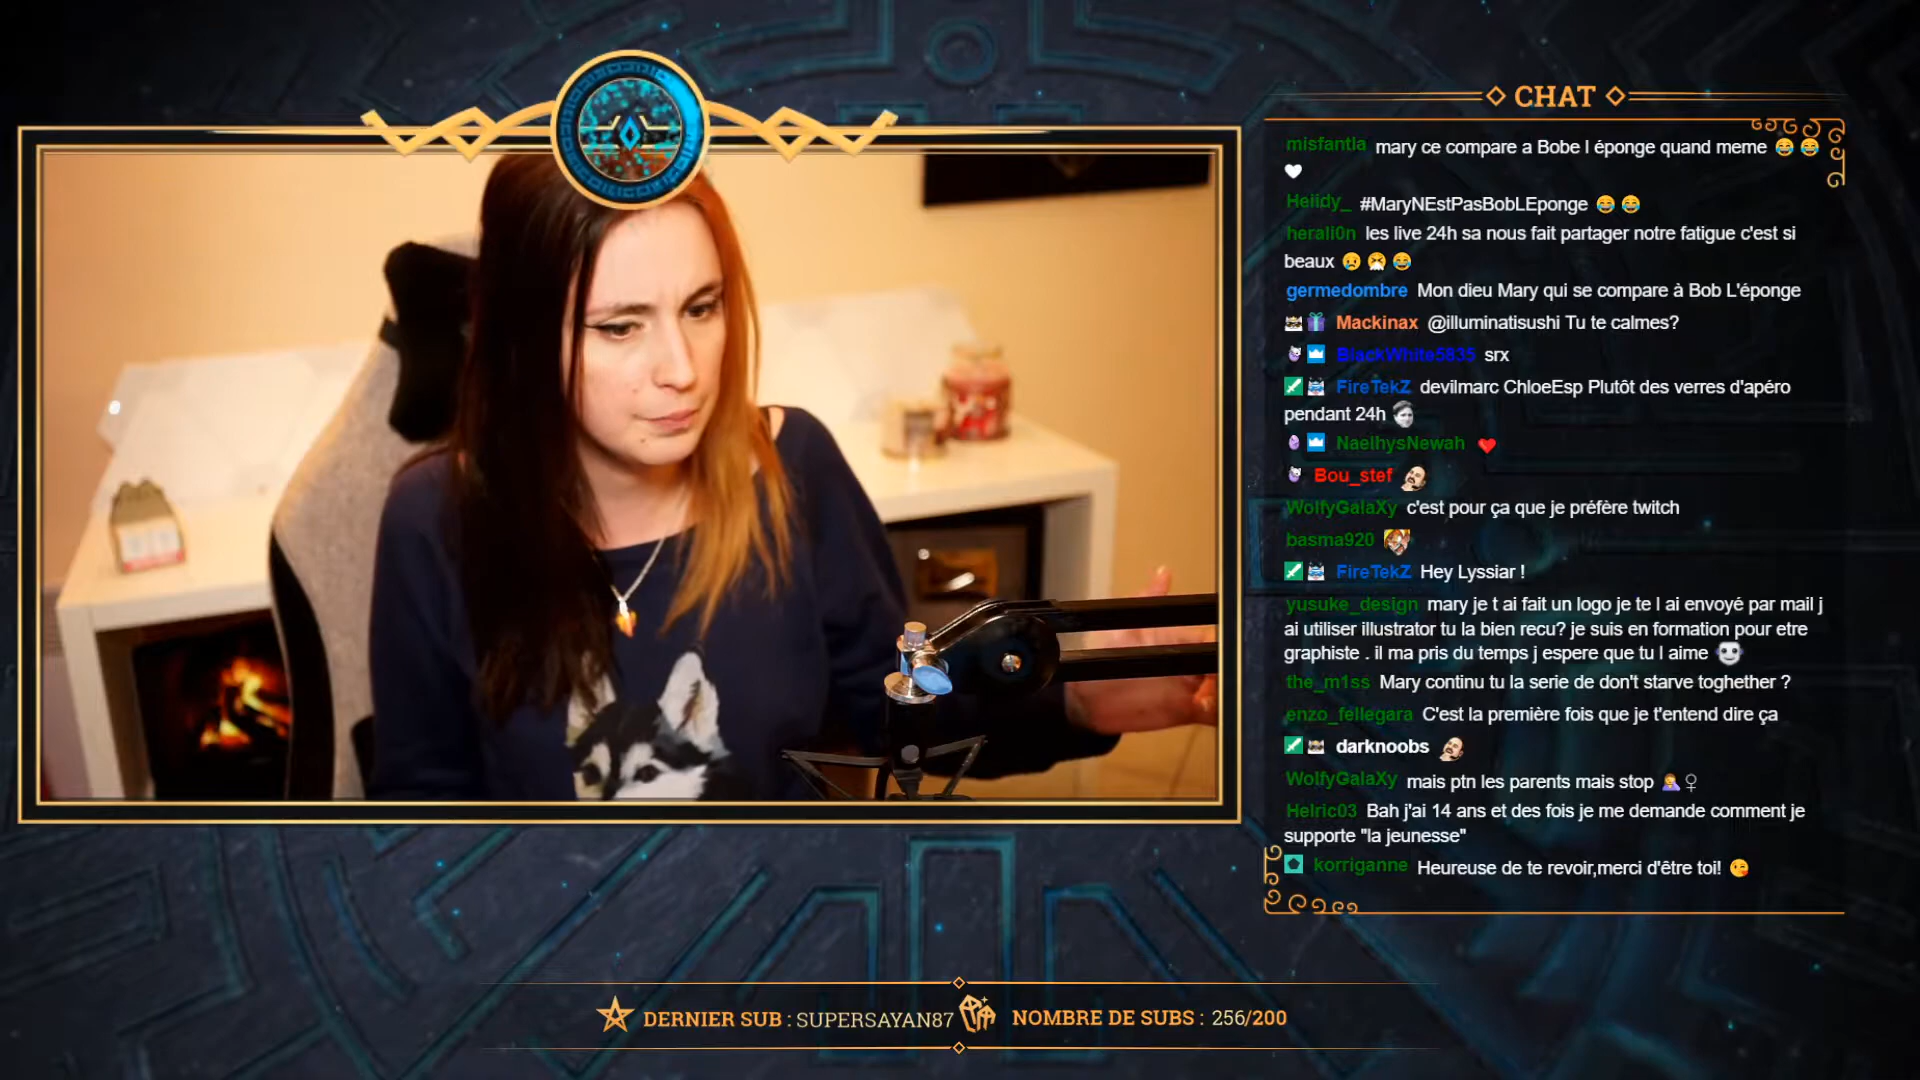 CHAT
misfantla mary ce compare a Bobe l éponge quand meme 😂 😂
🤍
Heiidy_ #MaryNEstPasBobLEponge 😂 😂
herali0n les live 24h sa nous fait partager notre fatigue c'est si
beaux 😥 😤 😂
germedombre Mon dieu Mary qui se compare à Bob L'éponge
Mackinax @illuminatisushi Tu te calmes?
BlackWhite5835 srx
FireTekZ devilmarc ChloeEsp Plutôt des verres d'apéro
pendant 24h
NaelhysNewah ❤️
Bou_stef
WolfyGalaXy c'est pour ça que je préfère twitch
basma920
FireTekZ Hey Lyssiar !
yusuke_design mary je t ai fait un logo je te l ai envoyé par mail j
ai utiliser illustrator tu la bien recu? je suis en formation pour etre
graphiste . il ma pris du temps j espere que tu l aime
the_m1ss Mary continu tu la serie de don't starve toghether ?
enzo_fellegara C'est la première fois que je t'entend dire ça
darknoobs
WolfyGalaXy mais ptn les parents mais stop 🤦♀
Helric03 Bah j'ai 14 ans et des fois je me demande comment je
supporte "la jeunesse"
korriganne Heureuse de te revoir,merci d'être toi! 😘
DERNIER SUB : SUPERSAYAN87 NOMBRE DE SUBS : 256/200